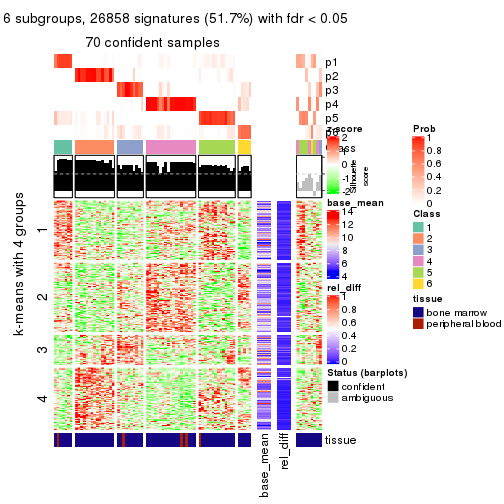 6 subgroups, 26858 signatures (51.7%) with fdr < 0.05
70 confident samples
p1
p2
p3
p4
p5
Silhouette
score
k-means with 4 groups
1
2
3
4
base_mean
rel_diff
tissue
z-score
2
1
0
-1
-2
base_mean
14
12
10
8
6
4
rel_diff
1
0.8
0.6
0.4
0.2
0
Status (barplots)
confident
ambiguous
Prob
1
0.8
0.6
0.4
0.2
0
Class
1
2
3
4
5
6
tissue
bone marrow
peripheral blood